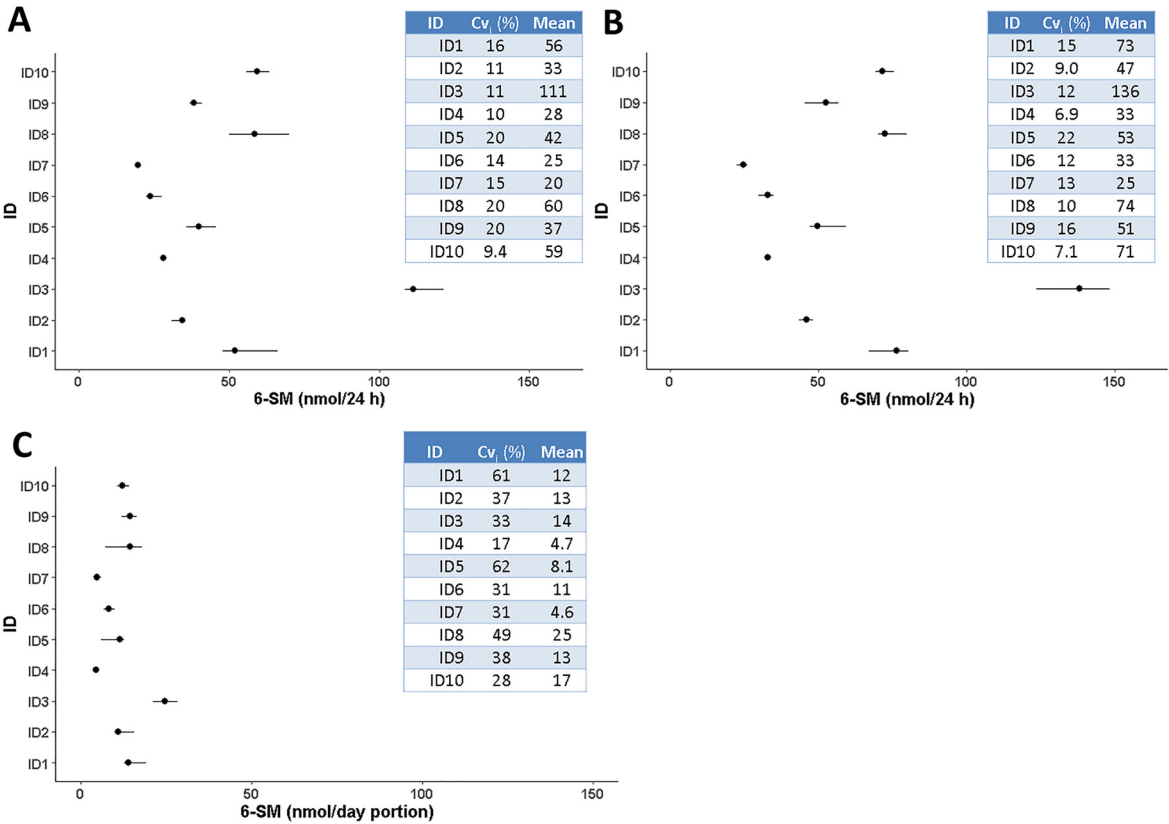 A
ID Cvi (%) Mean
ID1 16 56
ID2 11 33
ID3 11 111
ID4 10 28
ID5 20 42
ID6 14 25
ID7 15 20
ID8 20 60
ID9 20 37
ID10 9.4 59
ID10
ID9
ID8
ID7
ID6
ID5
ID4
ID3
ID2
ID1
ID
0 50 100 150
6-SM (nmol/24 h)
B
ID Cvi (%) Mean
ID1 15 73
ID2 9.0 47
ID3 12 136
ID4 6.9 33
ID5 22 53
ID6 12 33
ID7 13 25
ID8 10 74
ID9 16 51
ID10 7.1 71
ID10
ID9
ID8
ID7
ID6
ID5
ID4
ID3
ID2
ID1
0 50 100 150
6-SM (nmol/24 h)
C
ID Cvi (%) Mean
ID1 61 12
ID2 37 13
ID3 33 14
ID4 17 4.7
ID5 62 8.1
ID6 31 11
ID7 31 4.6
ID8 49 25
ID9 38 13
ID10 28 17
ID10
ID9
ID8
ID7
ID6
ID5
ID4
ID3
ID2
ID1
ID
0 50 100 150
6-SM (nmol/day portion)